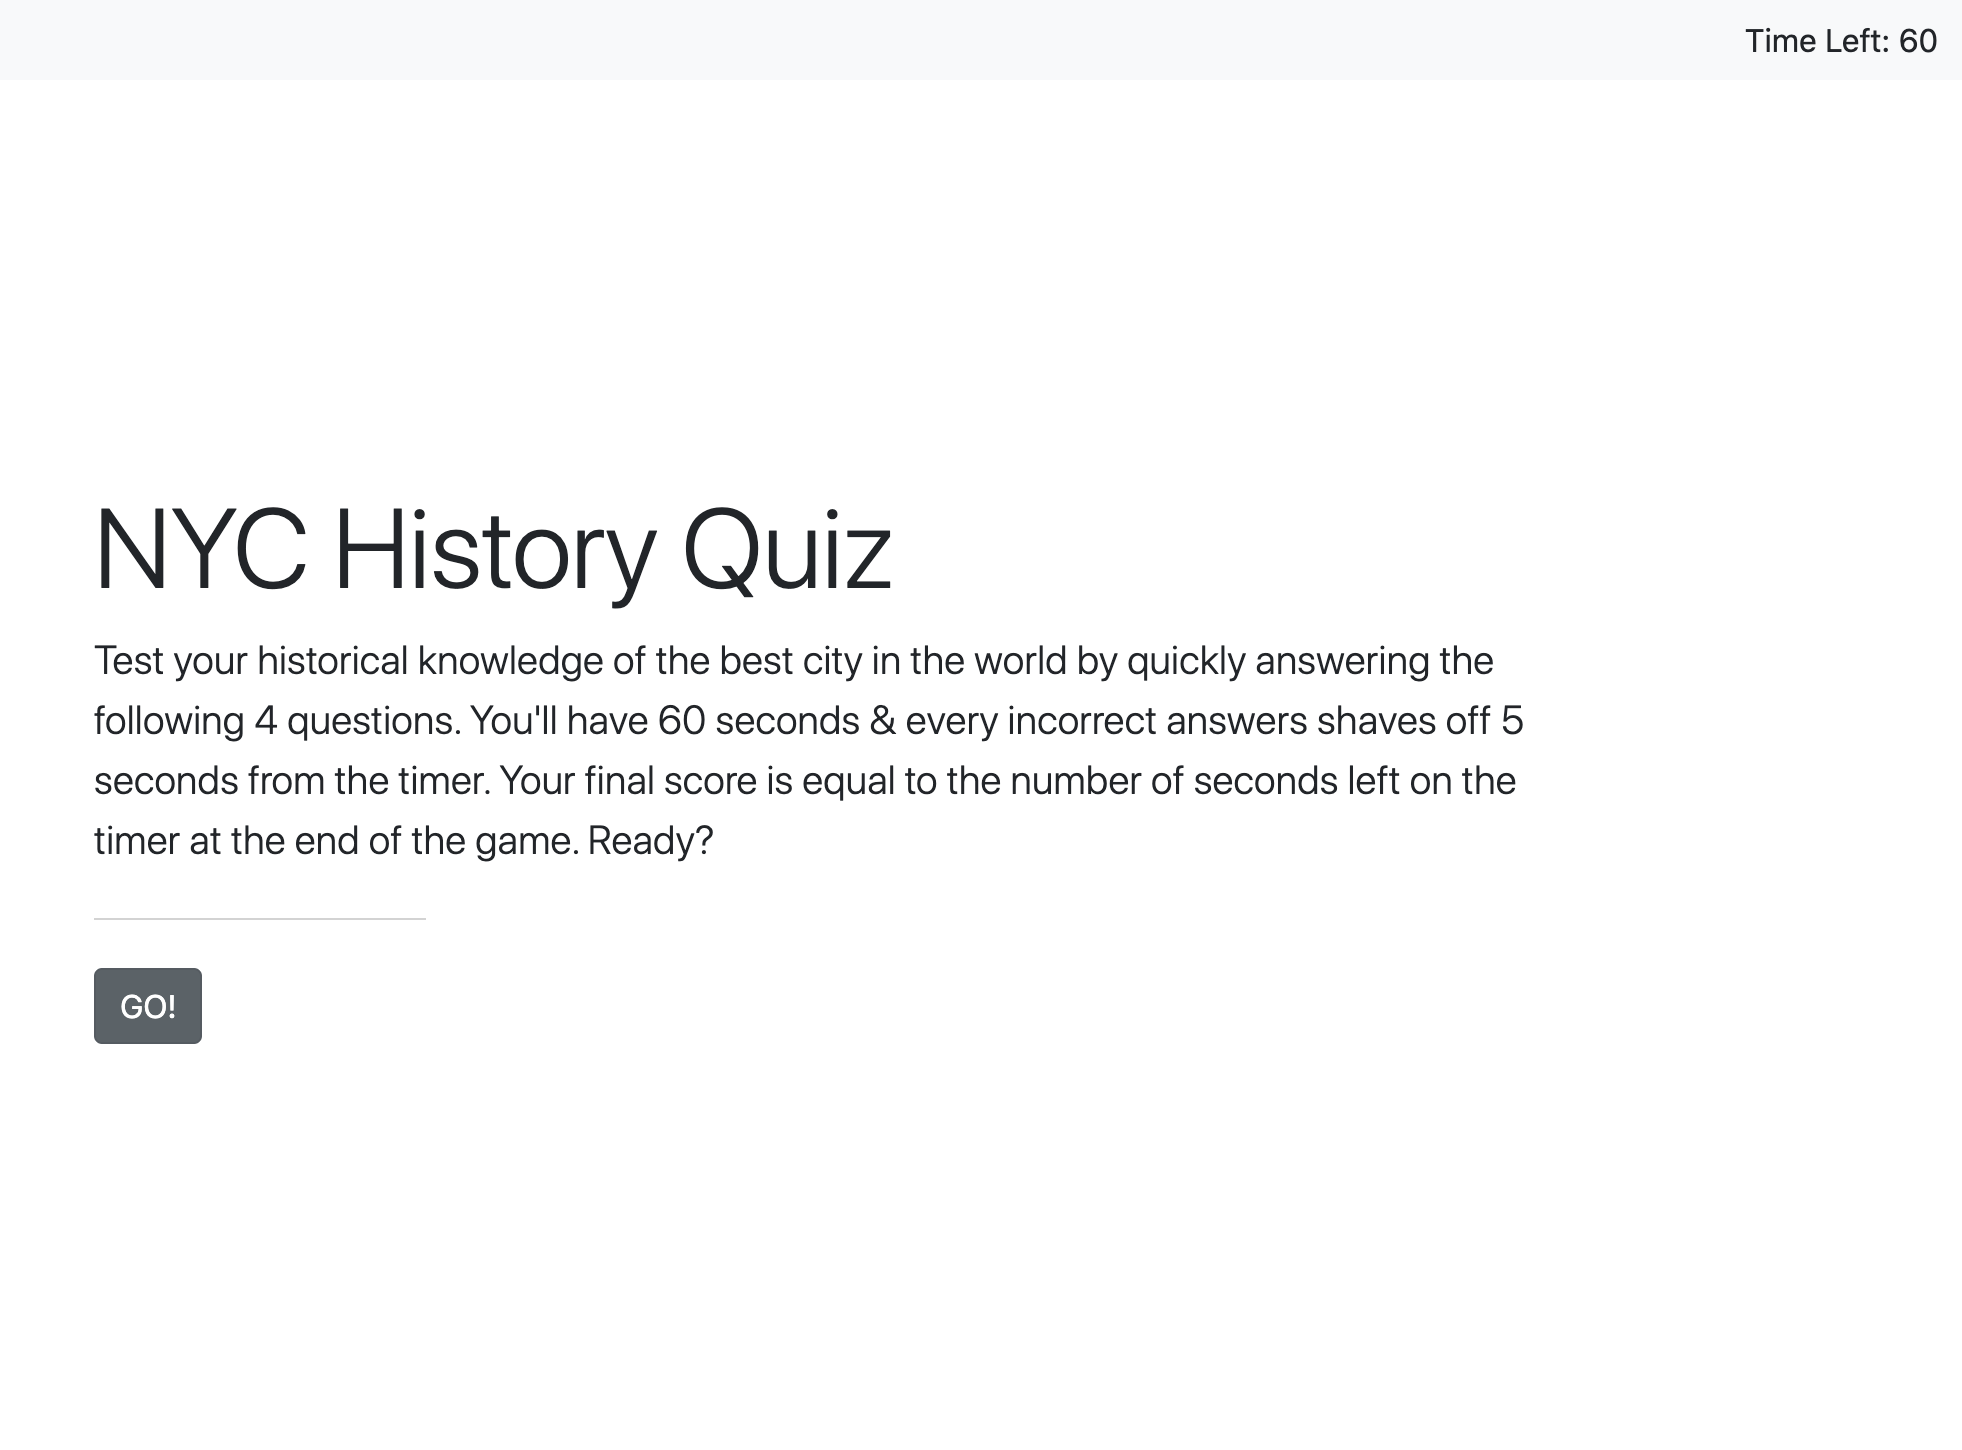 Time Left: 60
NYC History Quiz
Test your historical knowledge of the best city in the world by quickly answering the
following 4 questions. You'll have 60 seconds & every incorrect answers shaves off 5
seconds from the timer. Your final score is equal to the number of seconds left on the
timer at the end of the game. Ready?
GO!